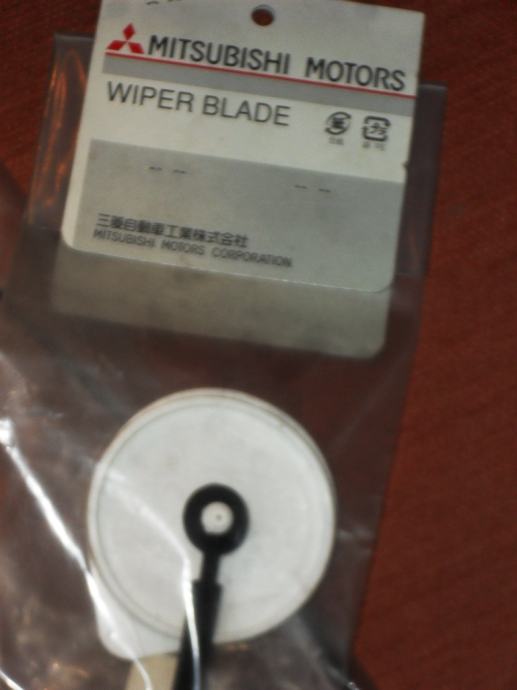 MITSUBISHI MOTORS
WIPER BLADE
三菱自動車工業株式会社
MITSUBISHI MOTORS CORPORATION